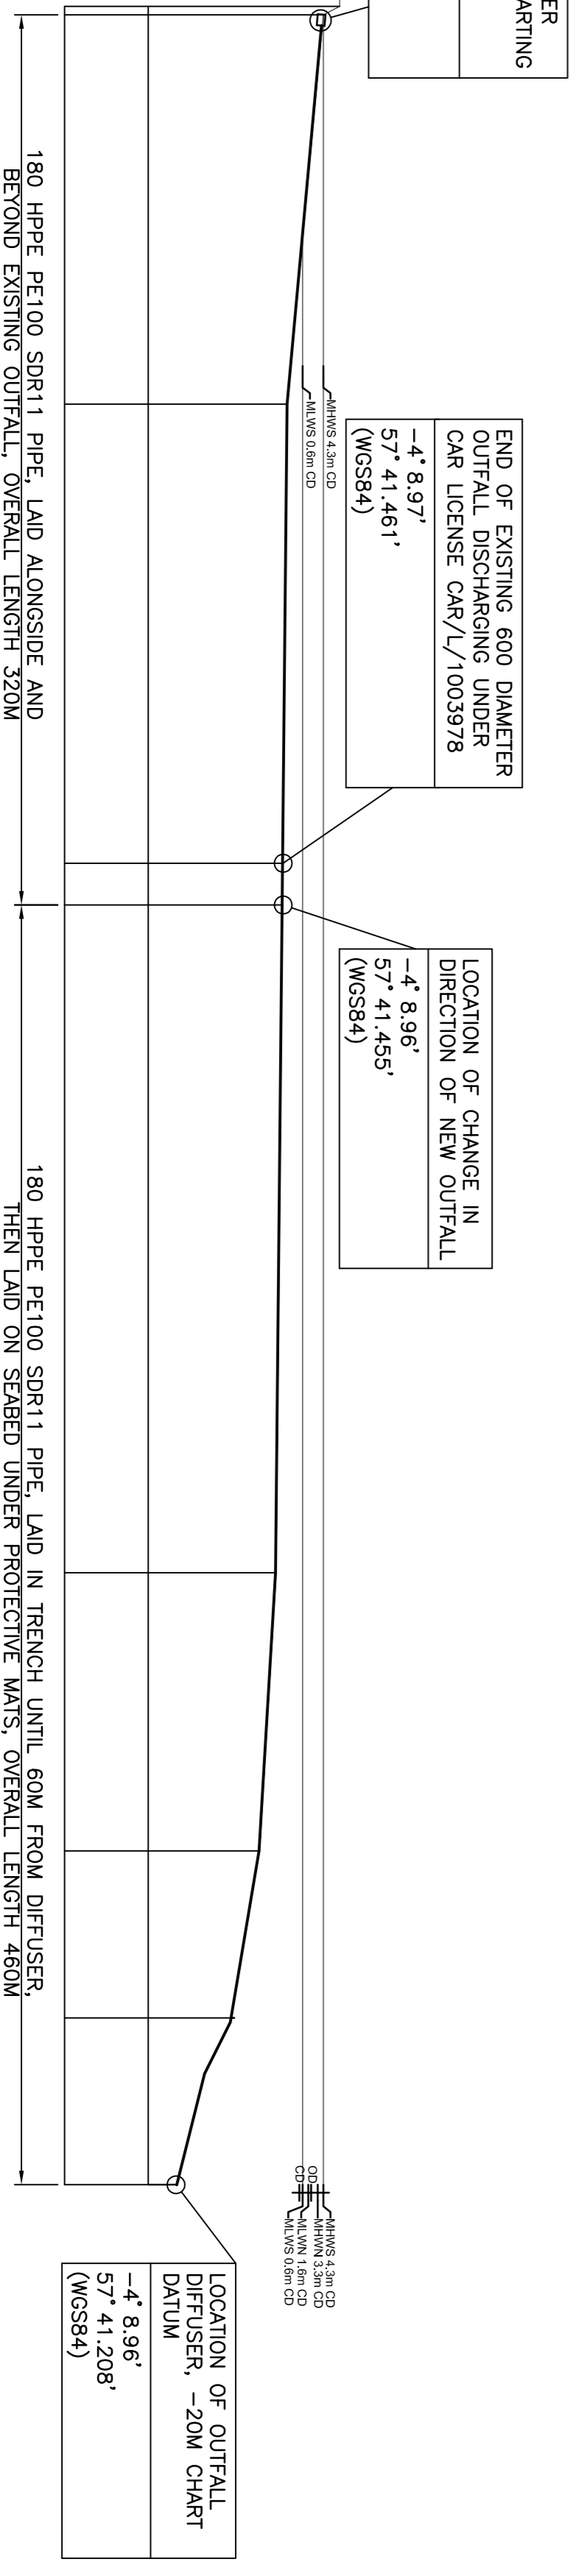 ER
ARTING
MHWS 4.3m CD
MLWS 0.6m CD
END OF EXISTING 600 DIAMETER
OUTFALL DISCHARGING UNDER
CAR LICENSE CAR/L/1003978
-4° 8.97'
57° 41.461'
(WGS84)
LOCATION OF CHANGE IN
DIRECTION OF NEW OUTFALL
-4° 8.96'
57° 41.455'
(WGS84)
OD
CD
MHWS 4.3m CD
MHWN 3.3m CD
MLWN 1.6m CD
MLWS 0.6m CD
LOCATION OF OUTFALL
DIFFUSER, -20M CHART
DATUM
-4° 8.96'
57° 41.208'
(WGS84)
180 HPPE PE100 SDR11 PIPE, LAID ALONGSIDE AND
BEYOND EXISTING OUTFALL, OVERALL LENGTH 320M
180 HPPE PE100 SDR11 PIPE, LAID IN TRENCH UNTIL 60M FROM DIFFUSER,
THEN LAID ON SEABED UNDER PROTECTIVE MATS, OVERALL LENGTH 460M